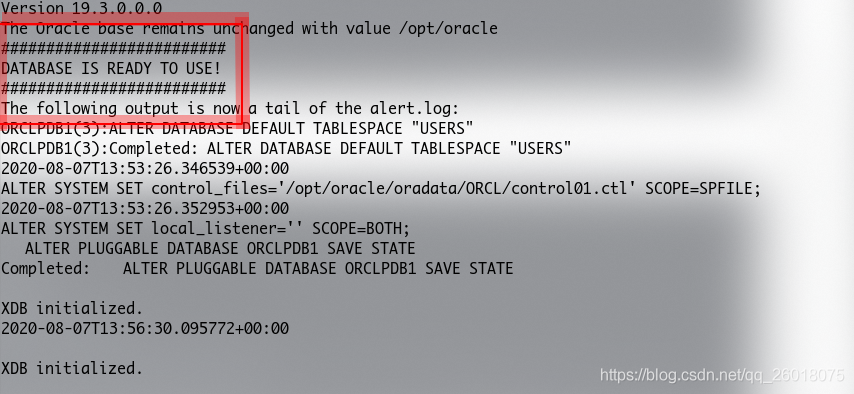 Version 19.3.0.0.0
The Oracle base remains unchanged with value /opt/oracle
#########################
DATABASE IS READY TO USE!
#########################
The following output is now a tail of the alert.log:
ORCLPDB1(3):ALTER DATABASE DEFAULT TABLESPACE "USERS"
ORCLPDB1(3):Completed: ALTER DATABASE DEFAULT TABLESPACE "USERS"
2020-08-07T13:53:26.346539+00:00
ALTER SYSTEM SET control_files='/opt/oracle/oradata/ORCL/control01.ctl' SCOPE=SPFILE;
2020-08-07T13:53:26.352953+00:00
ALTER SYSTEM SET local_listener='' SCOPE=BOTH;
   ALTER PLUGGABLE DATABASE ORCLPDB1 SAVE STATE
Completed:    ALTER PLUGGABLE DATABASE ORCLPDB1 SAVE STATE
XDB initialized.
2020-08-07T13:56:30.095772+00:00
XDB initialized.
https://blog.csdn.net/qq_26018075